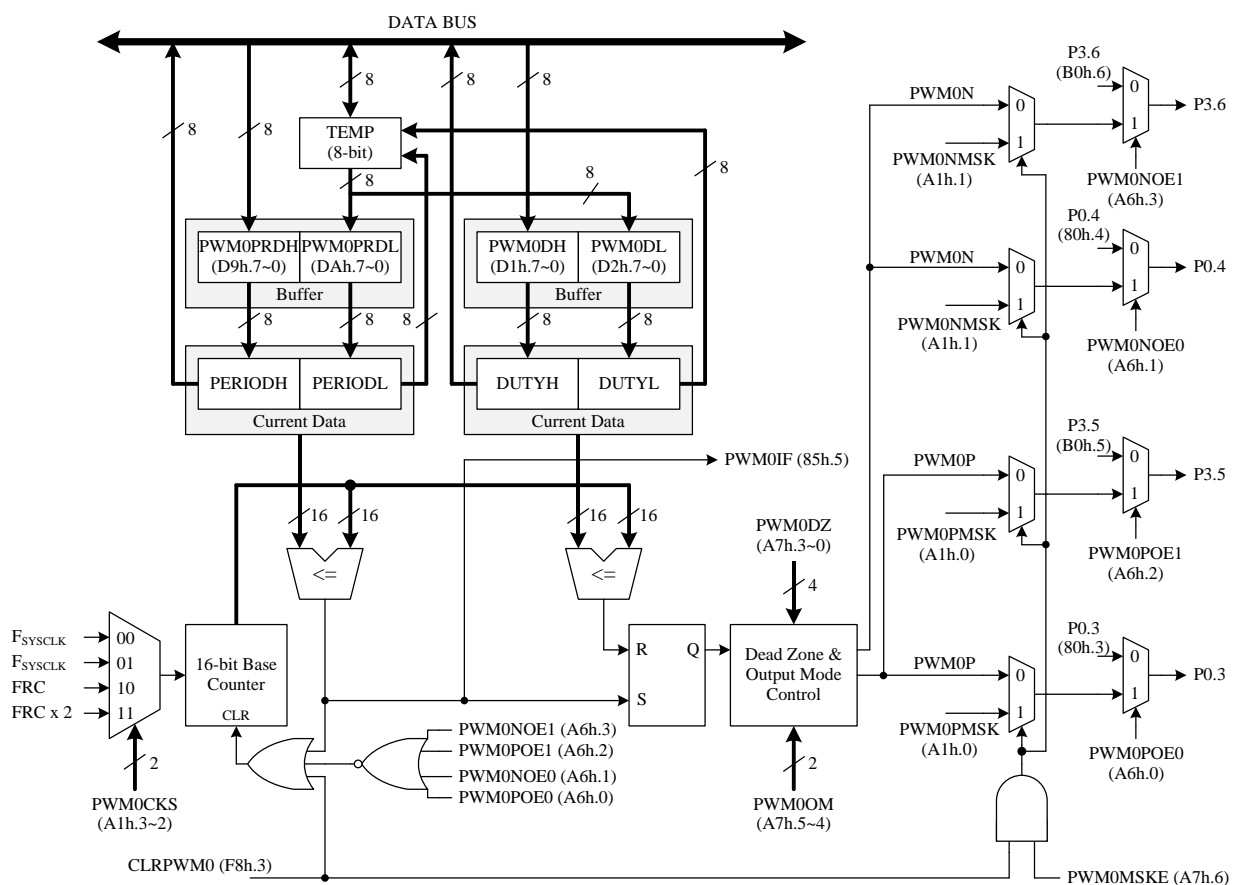 DATA BUS
8
8
8
8
8
8
TEMP
(8-bit)
8
8
PWM0PRDH
(D9h.7~0)
PWM0PRDL
(DAh.7~0)
Buffer
PWM0DH
(D1h.7~0)
PWM0DL
(D2h.7~0)
Buffer
8
8
8
8
8
PERIODH
PERIODL
Current Data
DUTYH
DUTYL
Current Data
PWM0IF (85h.5)
16
16
16
16
<=
<=
F_SYSCLK
F_SYSCLK
FRC
FRC x 2
00
01
10
11
2
PWM0CKS
(A1h.3~2)
16-bit Base
Counter
CLR
PWM0NOE1 (A6h.3)
PWM0POE1 (A6h.2)
PWM0NOE0 (A6h.1)
PWM0POE0 (A6h.0)
CLRPWM0 (F8h.3)
R
S
Q
PWM0DZ
(A7h.3~0)
4
Dead Zone &
Output Mode
Control
2
PWM0OM
(A7h.5~4)
PWM0N
0
1
PWM0NMSK
(A1h.1)
P3.6
(B0h.6)
0
1
P3.6
PWM0NOE1
(A6h.3)
PWM0N
0
1
PWM0NMSK
(A1h.1)
P0.4
(80h.4)
0
1
P0.4
PWM0NOE0
(A6h.1)
PWM0P
0
1
PWM0PMSK
(A1h.0)
P3.5
(B0h.5)
0
1
P3.5
PWM0POE1
(A6h.2)
PWM0P
0
1
PWM0PMSK
(A1h.0)
P0.3
(80h.3)
0
1
P0.3
PWM0POE0
(A6h.0)
PWM0MSKE (A7h.6)